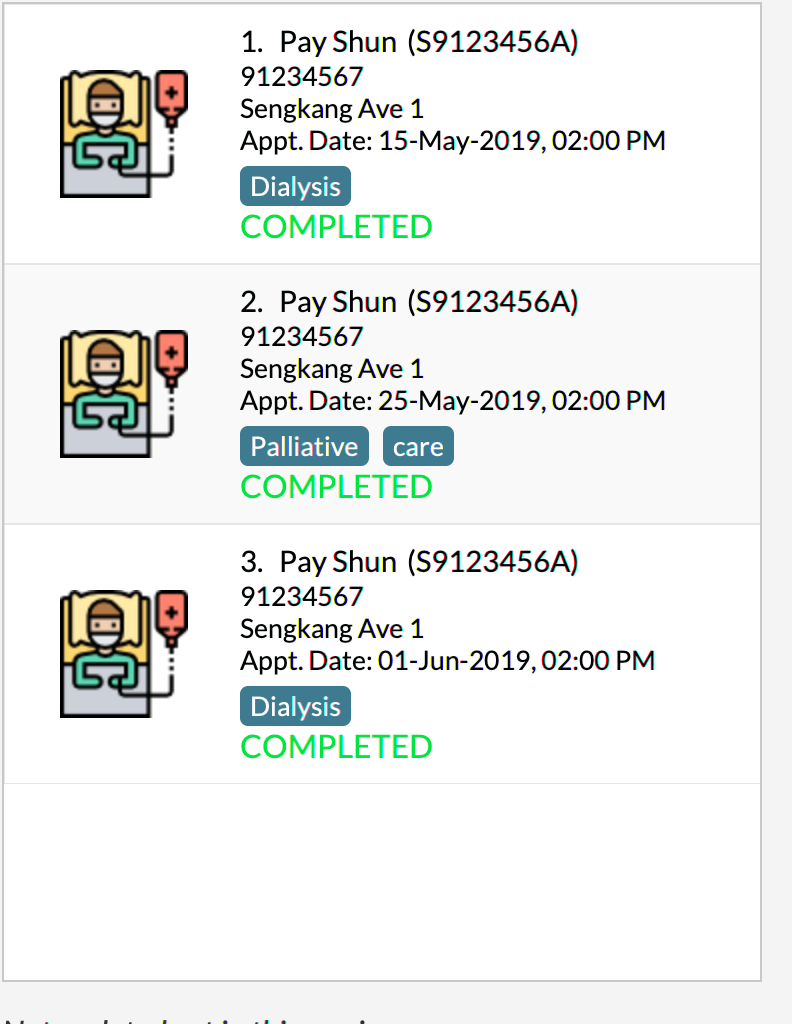 1. Pay Shun (S9123456A)
91234567
Sengkang Ave 1
Appt. Date: 15-May-2019, 02:00 PM
Dialysis
COMPLETED
2. Pay Shun (S9123456A)
91234567
Sengkang Ave 1
Appt. Date: 25-May-2019, 02:00 PM
Palliative care
COMPLETED
3. Pay Shun (S9123456A)
91234567
Sengkang Ave 1
Appt. Date: 01-Jun-2019, 02:00 PM
Dialysis
COMPLETED